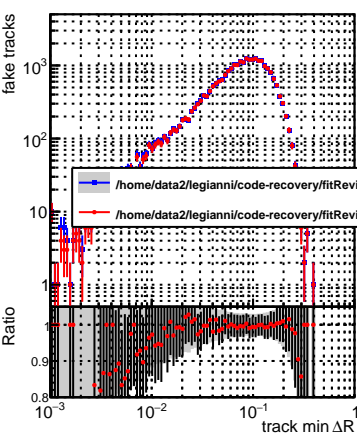 fake tracks
10³
10²
10
1
/home/data2/legianni/code-recovery/fitRevi
/home/data2/legianni/code-recovery/fitRevi
Ratio
1
0.9
0.8
10⁻³ 10⁻² 10⁻¹ 1
track min ΔR